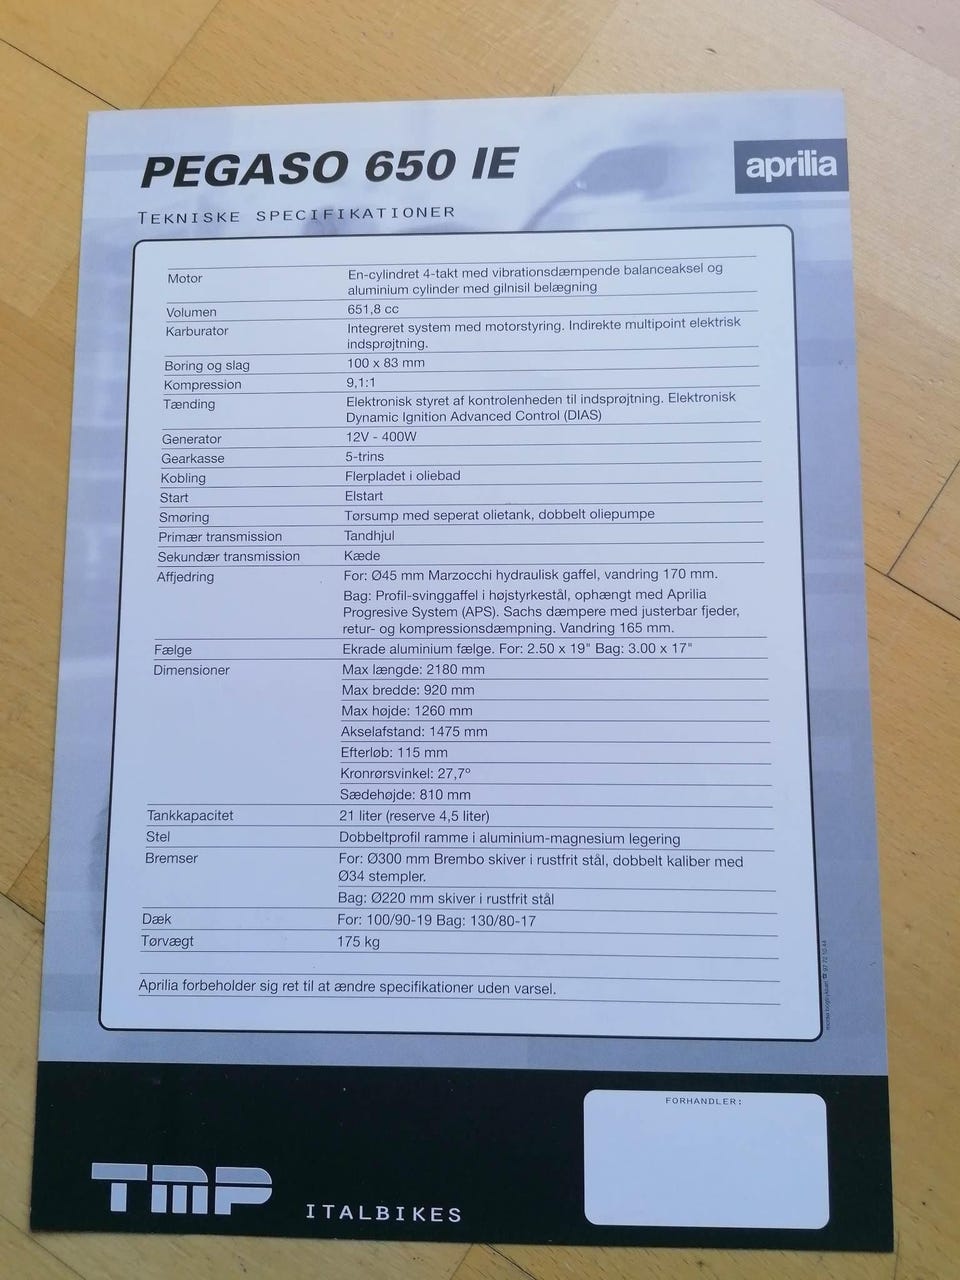 PEGASO 650 IE
aprilia
TEKNISKE SPECIFIKATIONER
Motor En-cylindret 4-takt med vibrationsdæmpende balanceaksel og
aluminium cylinder med gilnisil belægning
Volumen 651,8 cc
Karburator Integreret system med motorstyring. Indirekte multipoint elektrisk
indsprøjtning.
Boring og slag 100 x 83 mm
Kompression 9,1:1
Tænding Elektronisk styret af kontrolenheden til indsprøjtning. Elektronisk
Dynamic Ignition Advanced Control (DIAS)
Generator 12V - 400W
Gearkasse 5-trins
Kobling Flerpladet i oliebad
Start Elstart
Smøring Tørsump med seperat olietank, dobbelt oliepumpe
Primær transmission Tandhjul
Sekundær transmission Kæde
Affjedring For: Ø45 mm Marzocchi hydraulisk gaffel, vandring 170 mm.
Bag: Profil-svinggaffel i højstyrkestål, ophængt med Aprilia
Progresive System (APS). Sachs dæmpere med justerbar fjeder,
retur- og kompressionsdæmpning. Vandring 165 mm.
Fælge Ekrade aluminium fælge. For: 2.50 x 19" Bag: 3.00 x 17"
Dimensioner Max længde: 2180 mm
Max bredde: 920 mm
Max højde: 1260 mm
Akselafstand: 1475 mm
Efterløb: 115 mm
Kronrørsvinkel: 27,7°
Sædehøjde: 810 mm
Tankkapacitet 21 liter (reserve 4,5 liter)
Stel Dobbeltprofil ramme i aluminium-magnesium legering
Bremser For: Ø300 mm Brembo skiver i rustfrit stål, dobbelt kaliber med
Ø34 stempler.
Bag: Ø220 mm skiver i rustfrit stål
Dæk For: 100/90-19 Bag: 130/80-17
Tørvægt 175 kg
Aprilia forbeholder sig ret til at ændre specifikationer uden varsel.
FORHANDLER:
TMP ITALBIKES